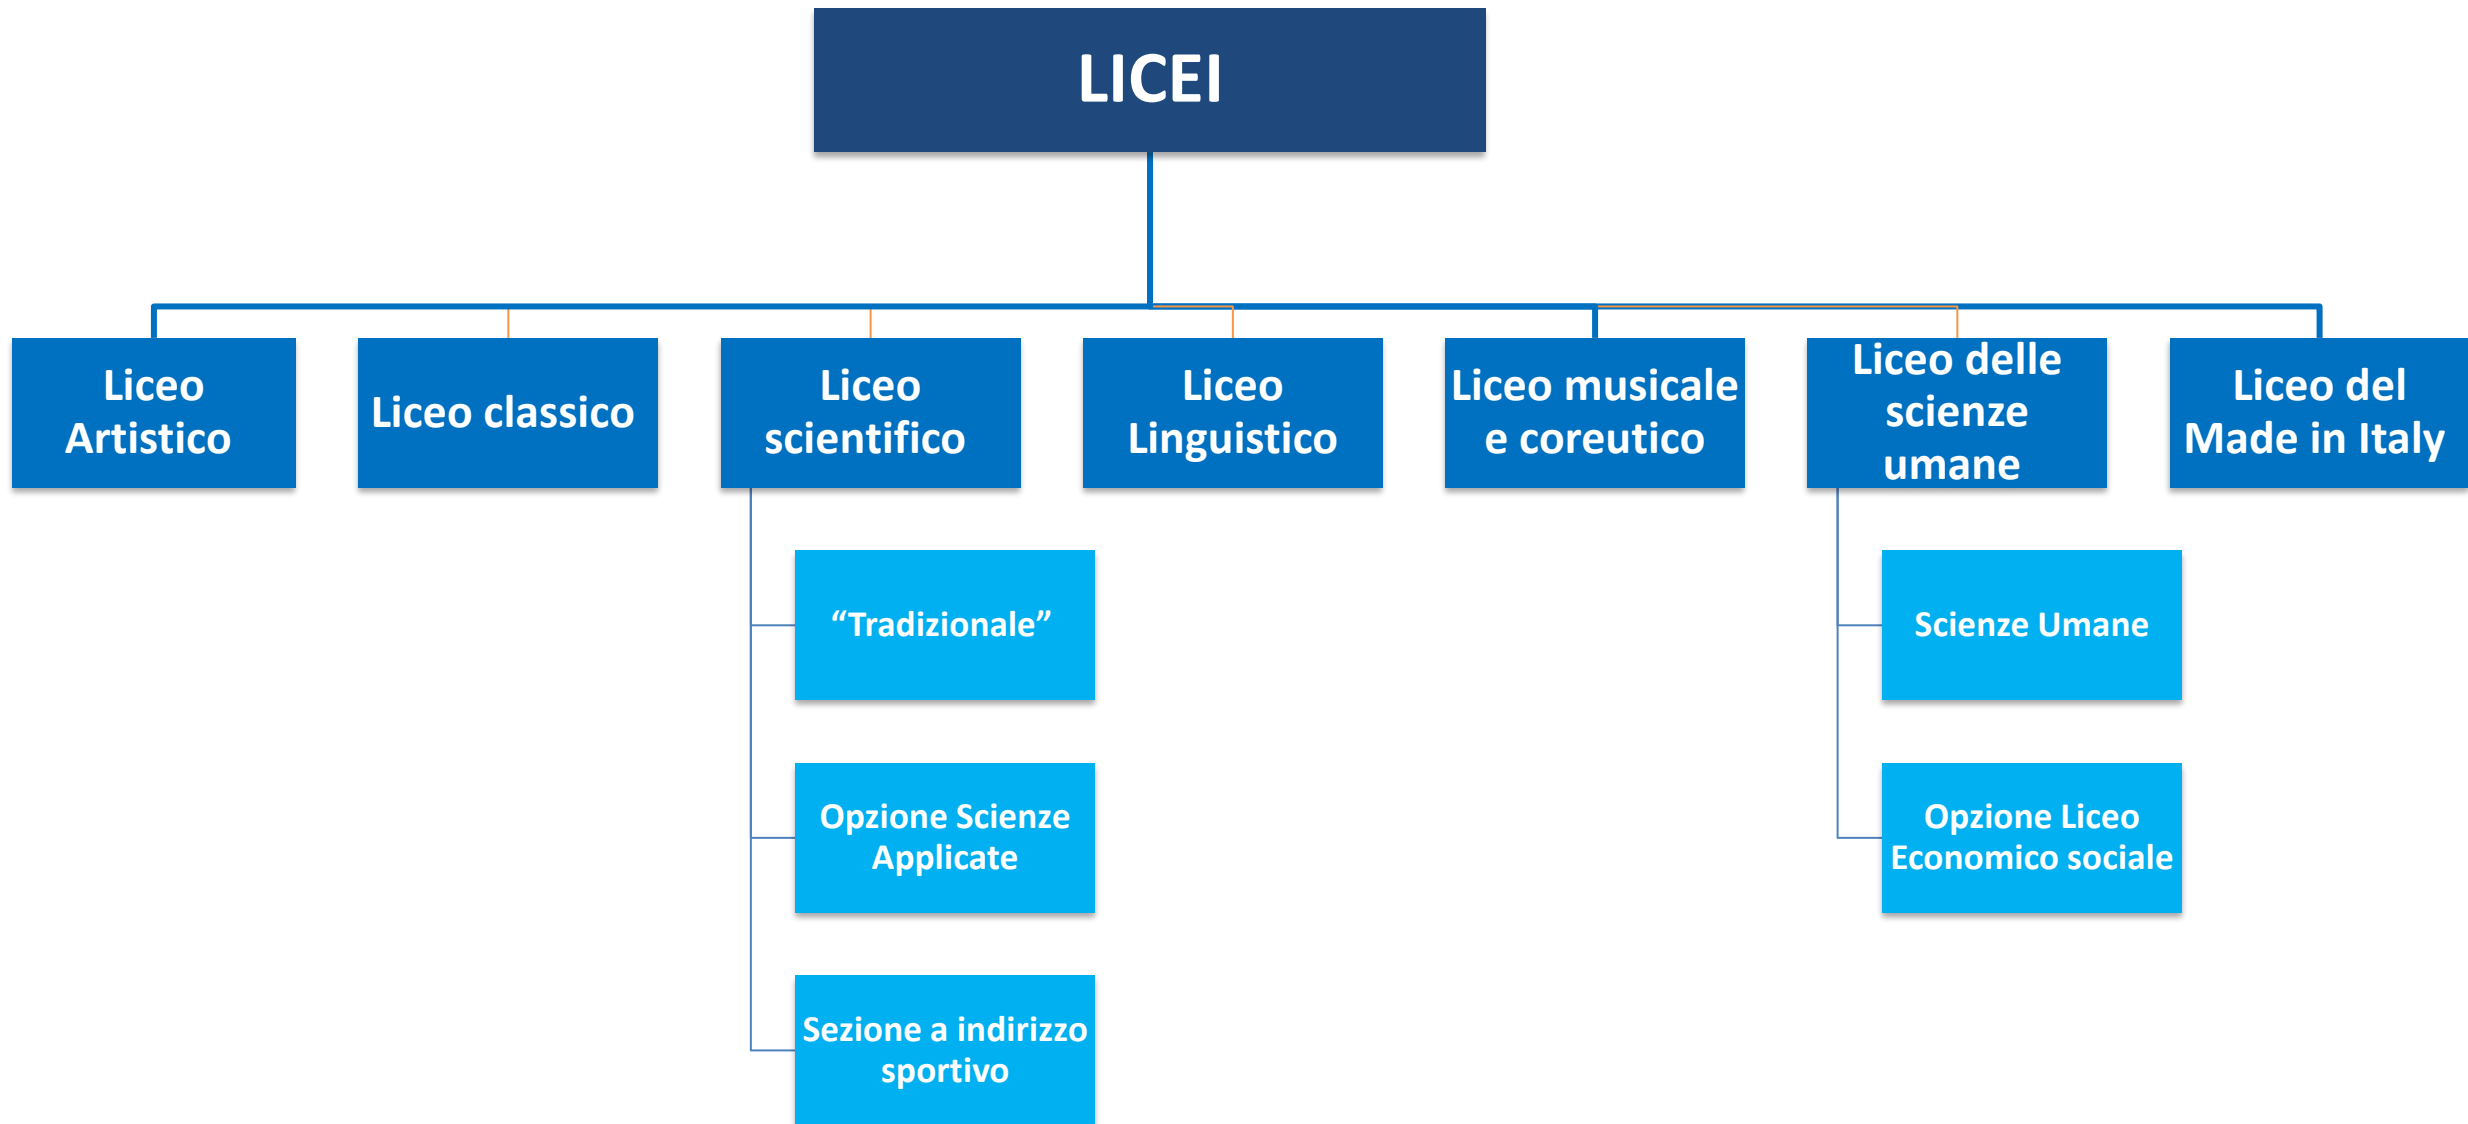 LICEI
Liceo
Artistico
Liceo classico
Liceo
scientifico
Liceo
Linguistico
Liceo musicale
e coreutico
Liceo delle
scienze
umane
Liceo del
Made in Italy
“Tradizionale”
Scienze Umane
Opzione Scienze
Applicate
Opzione Liceo
Economico sociale
Sezione a indirizzo
sportivo